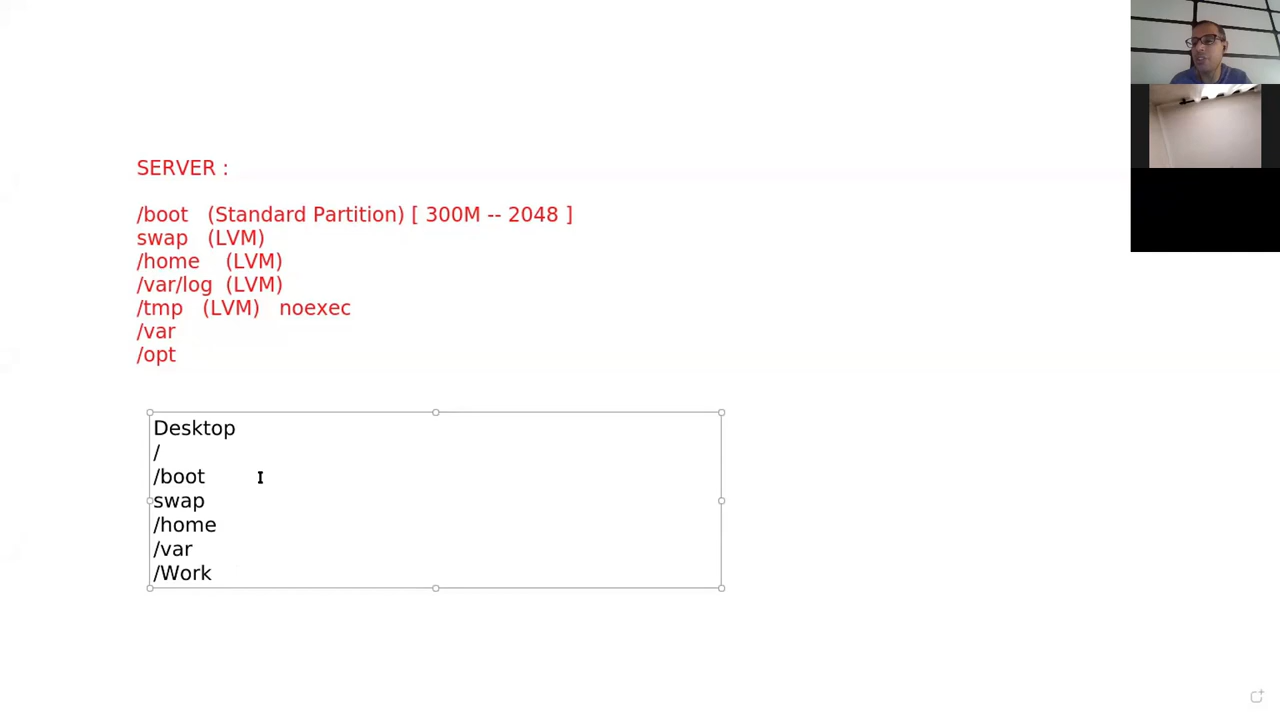 SERVER :
/boot (Standard Partition) [ 300M -- 2048 ]
swap (LVM)
/home (LVM)
/var/log (LVM)
/tmp (LVM) noexec
/var
/opt
Desktop
/
/boot
swap
/home
/var
/Work